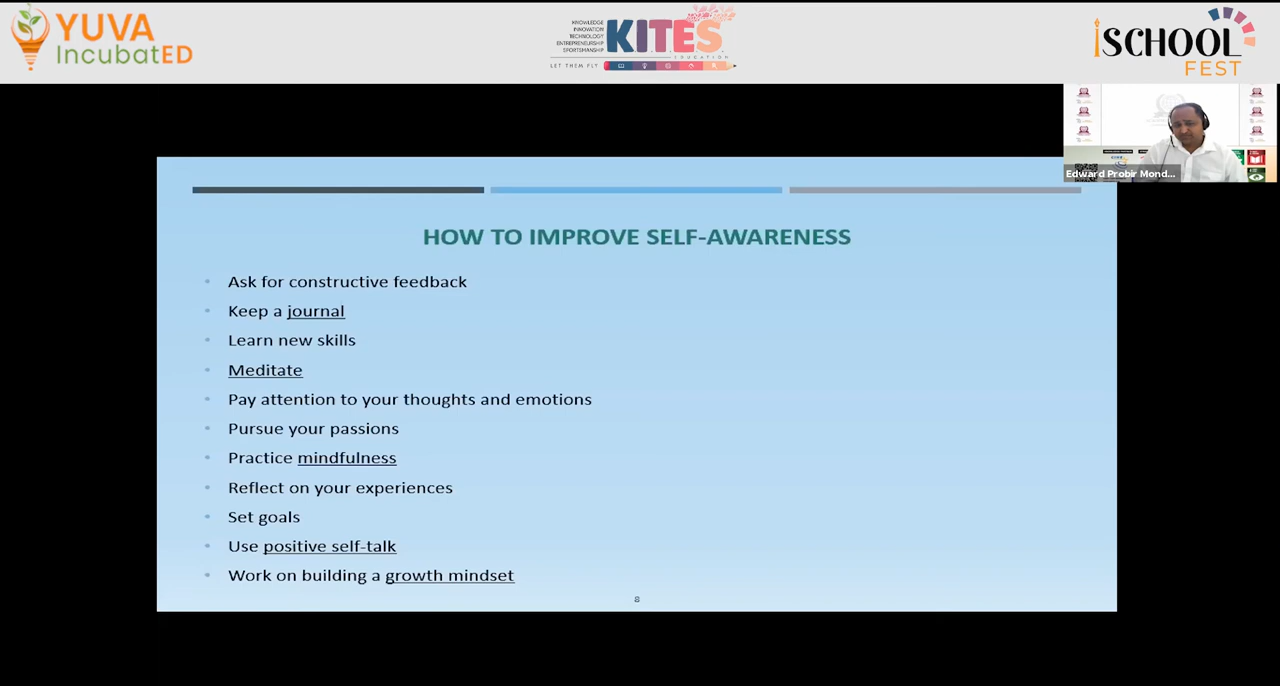 YUVA
IncubatED
KNOWLEDGE
INNOVATION
TECHNOLOGY
ENTREPRENEURSHIP
SPORTSMANSHIP
K.I.T.E.S
EDUCATION
LET THEM FLY
iSCHOOL
FEST
Edward Probir Mond...
HOW TO IMPROVE SELF-AWARENESS
• Ask for constructive feedback
• Keep a journal
• Learn new skills
• Meditate
• Pay attention to your thoughts and emotions
• Pursue your passions
• Practice mindfulness
• Reflect on your experiences
• Set goals
• Use positive self-talk
• Work on building a growth mindset
8